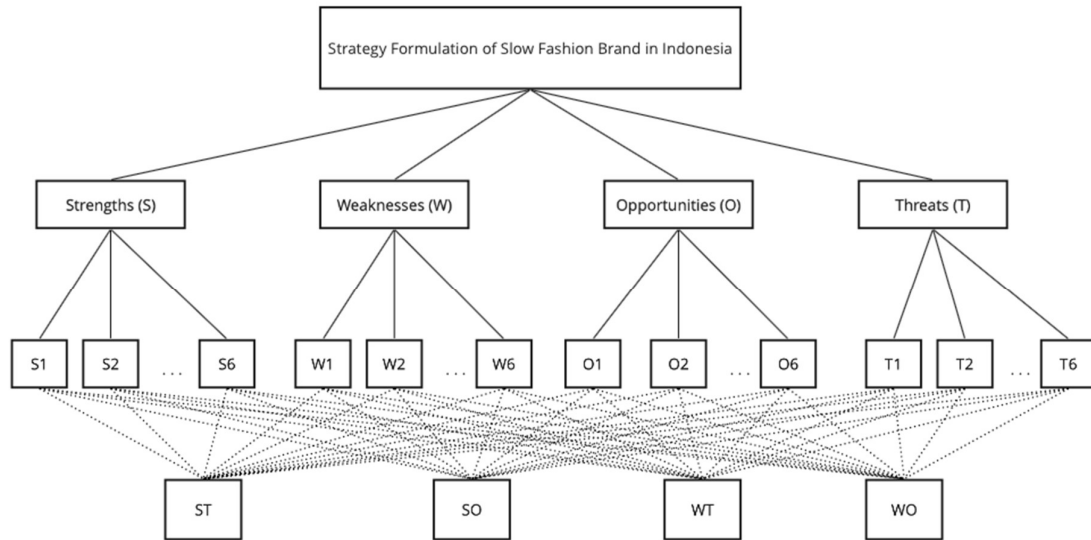 Strategy Formulation of Slow Fashion Brand in Indonesia
Strengths (S)
Weaknesses (W)
Opportunities (O)
Threats (T)
S1
S2
...
S6
W1
W2
...
W6
O1
O2
...
O6
T1
T2
...
T6
ST
SO
WT
WO